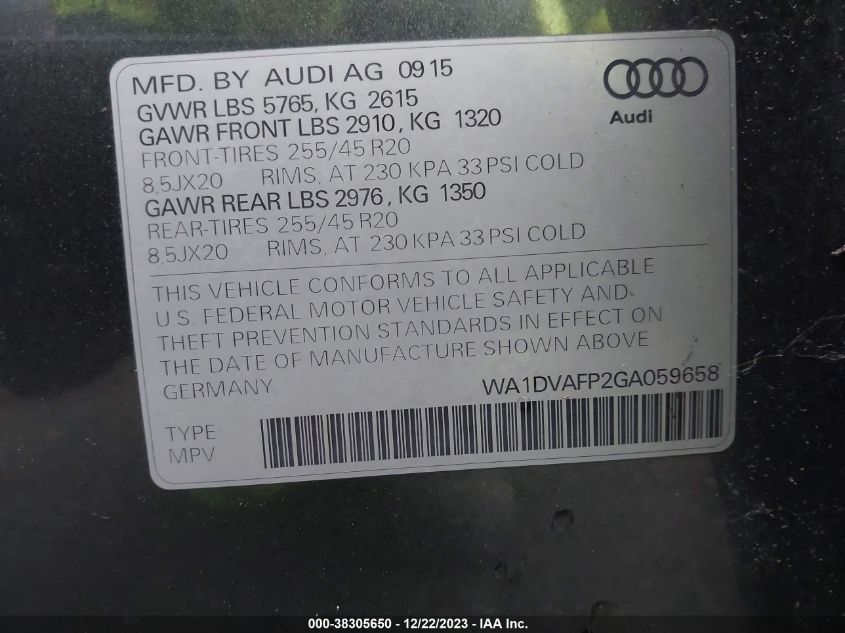 MFD. BY AUDI AG 09 15
GVWR LBS 5765, KG 2615
GAWR FRONT LBS 2910, KG 1320
FRONT-TIRES 255/45 R20
8,5JX20 RIMS, AT 230 KPA 33 PSI COLD
GAWR REAR LBS 2976, KG 1350
REAR-TIRES 255/45 R20
8,5JX20 RIMS, AT 230 KPA 33 PSI COLD
Audi
THIS VEHICLE CONFORMS TO ALL APPLICABLE
U.S. FEDERAL MOTOR VEHICLE SAFETY AND
THEFT PREVENTION STANDARDS IN EFFECT ON
THE DATE OF MANUFACTURE SHOWN ABOVE
GERMANY WA1DVAFP2GA059658
TYPE:
MPV
000-38305650 - 12/22/2023 - IAA Inc.